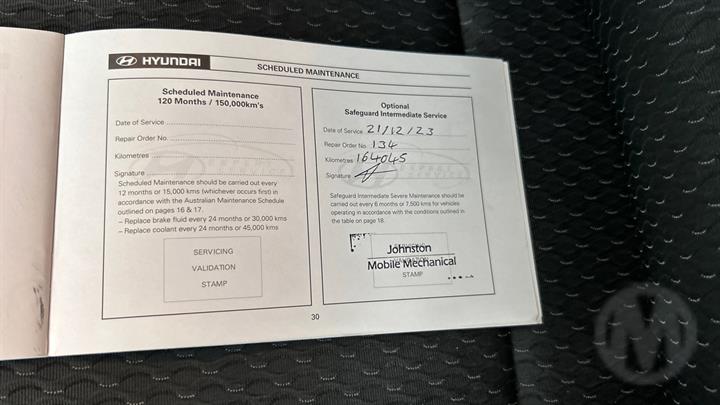 HYUNDAI
SCHEDULED MAINTENANCE
Scheduled Maintenance
120 Months / 150,000km's
Date of Service
Repair Order No.
Kilometres
Signature
Scheduled Maintenance should be carried out every
12 months or 15,000 kms (whichever occurs first) in
accordance with the Australian Maintenance Schedule
outlined on pages 16 & 17.
– Replace brake fluid every 24 months or 30,000 kms
– Replace coolant every 24 months or 45,000 kms
SERVICING
VALIDATION
STAMP
Optional
Safeguard Intermediate Service
Date of Service 21/12/23
Repair Order No. 134
Kilometres 164045
Signature
Safeguard Intermediate Severe Maintenance should be
carried out every 6 months or 7,500 km for vehicles
operating in accordance with the conditions outlined in
the table on page 18.
Johnston
Mobile Mechanical
STAMP
30
M